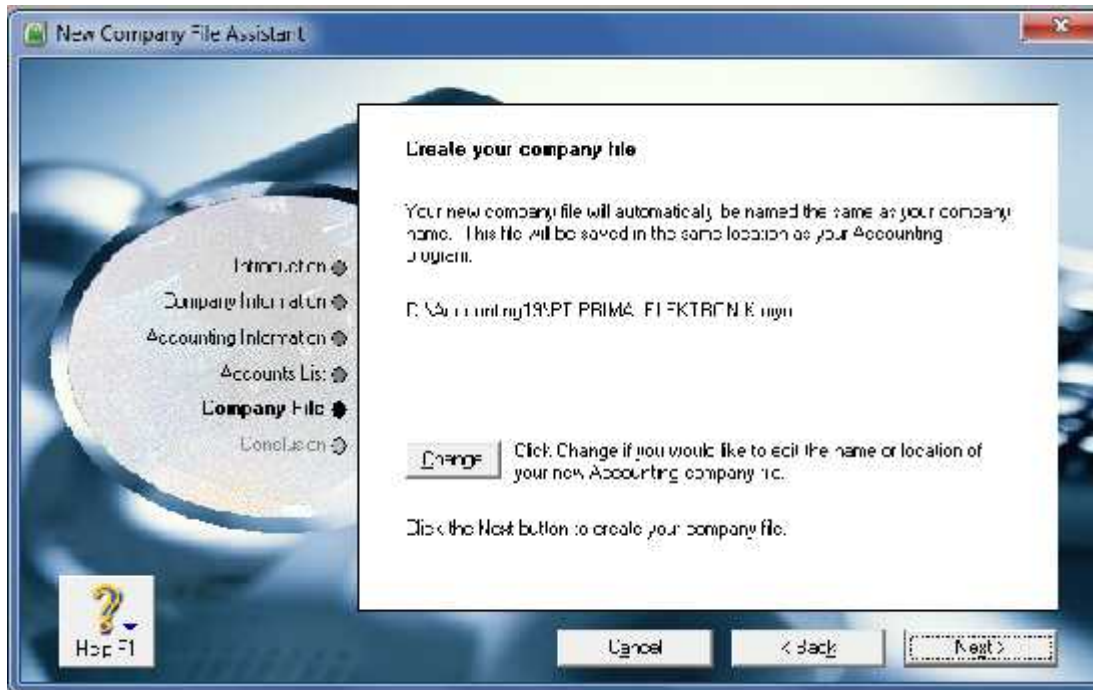 New Company File Assistant
Create your company file
Your new company file will automatically be named the same as your company
name. This file will be saved in the same location as your Accounting
program.
Introduction
Company Information
Accounting Information
Accounts List
Company File
Conclusion
PRIMA ELEKTRONIK.myo
Change
Click Change if you would like to edit the name or location of
your new Accounting company file.
Click the Next button to create your company file.
Help F1
Cancel
< Back
Next >